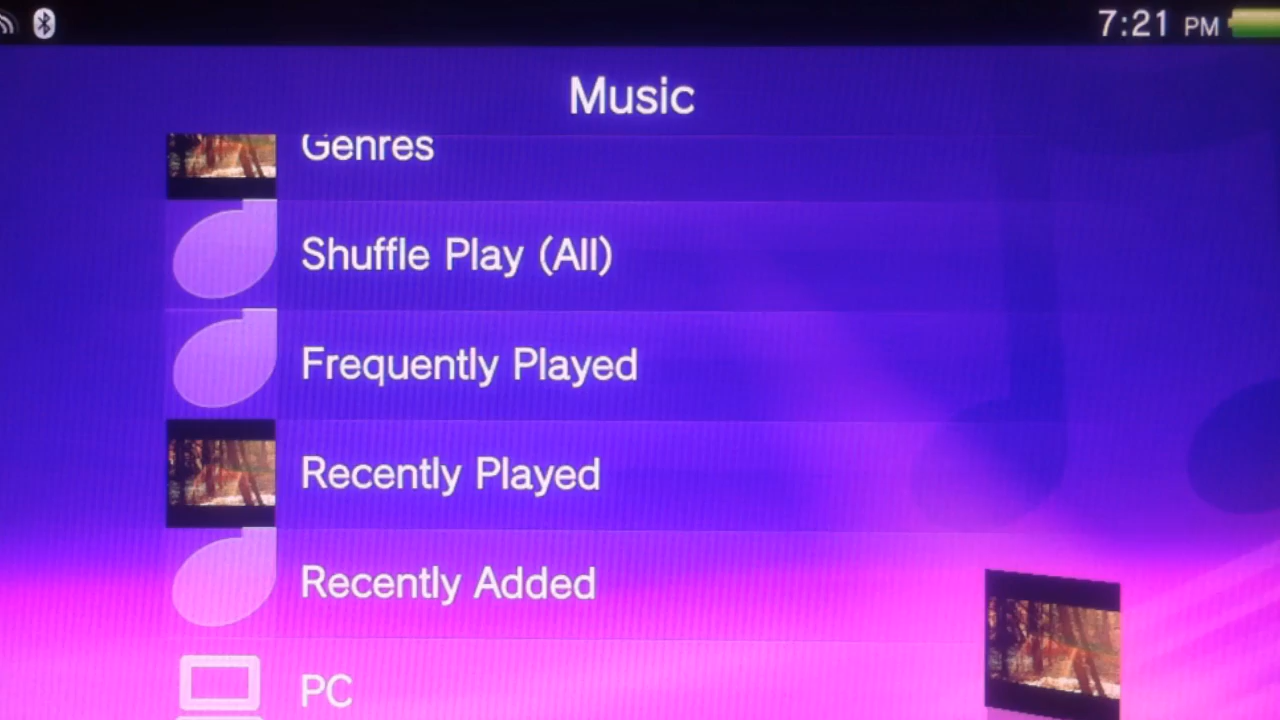 7:21 PM
Music
Genres
Shuffle Play (All)
Frequently Played
Recently Played
Recently Added
PC